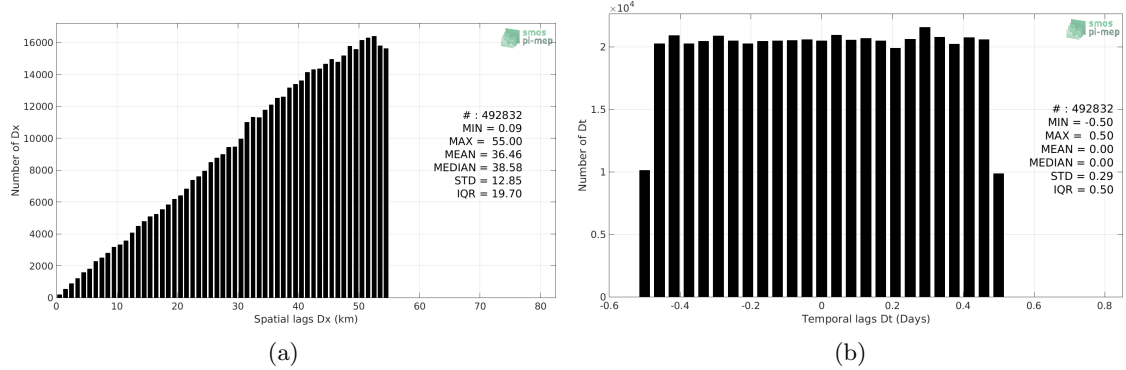 smos
pi-mep
Number of Dx
16000
14000
12000
10000
8000
6000
4000
2000
0
# : 492832
MIN = 0.09
MAX = 55.00
MEAN = 36.46
MEDIAN = 38.58
STD = 12.85
IQR = 19.70
0 10 20 30 40 50 60 70 80
Spatial lags Dx (km)
(a)
×10⁴
smos
pi-mep
Number of Dt
2
1.5
1
0.5
0
# : 492832
MIN = -0.50
MAX = 0.50
MEAN = 0.00
MEDIAN = 0.00
STD = 0.29
IQR = 0.50
-0.6 -0.4 -0.2 0 0.2 0.4 0.6 0.8
Temporal lags Dt (Days)
(b)